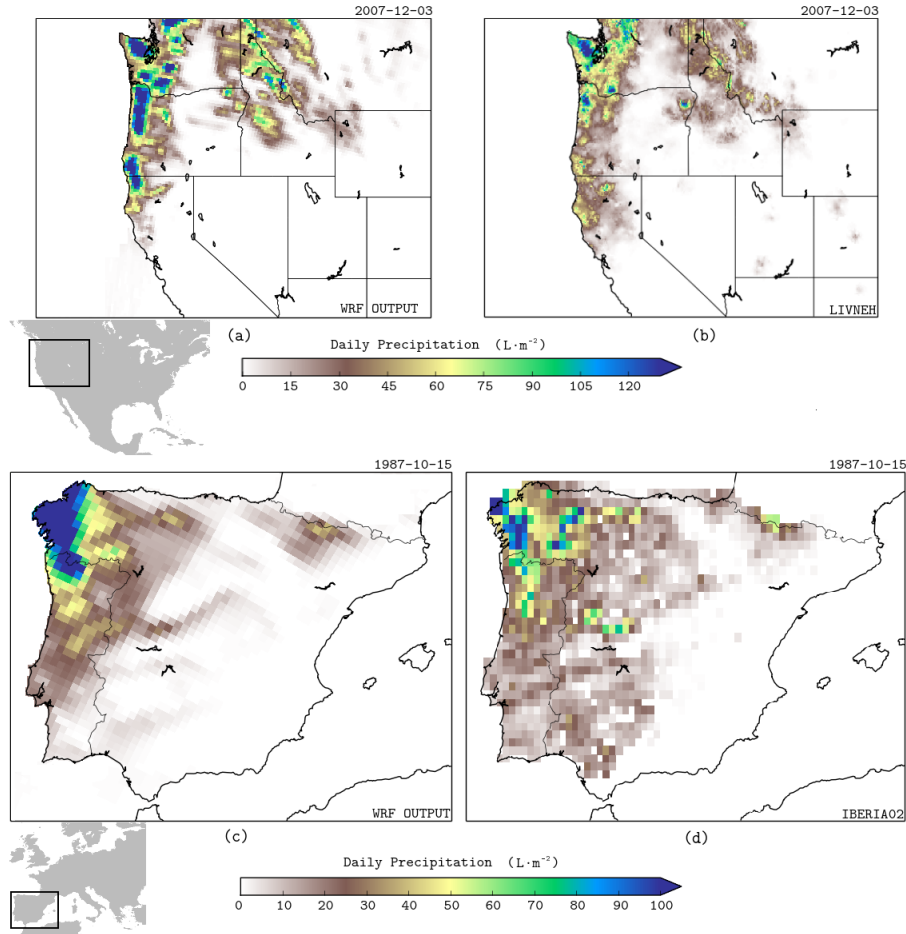 2007-12-03
2007-12-03
WRF OUTPUT
LIVNEH
(a)
(b)
Daily Precipitation (L·m⁻²)
0 15 30 45 60 75 90 105 120
1987-10-15
1987-10-15
WRF OUTPUT
IBERIA02
(c)
(d)
Daily Precipitation (L·m⁻²)
0 10 20 30 40 50 60 70 80 90 100